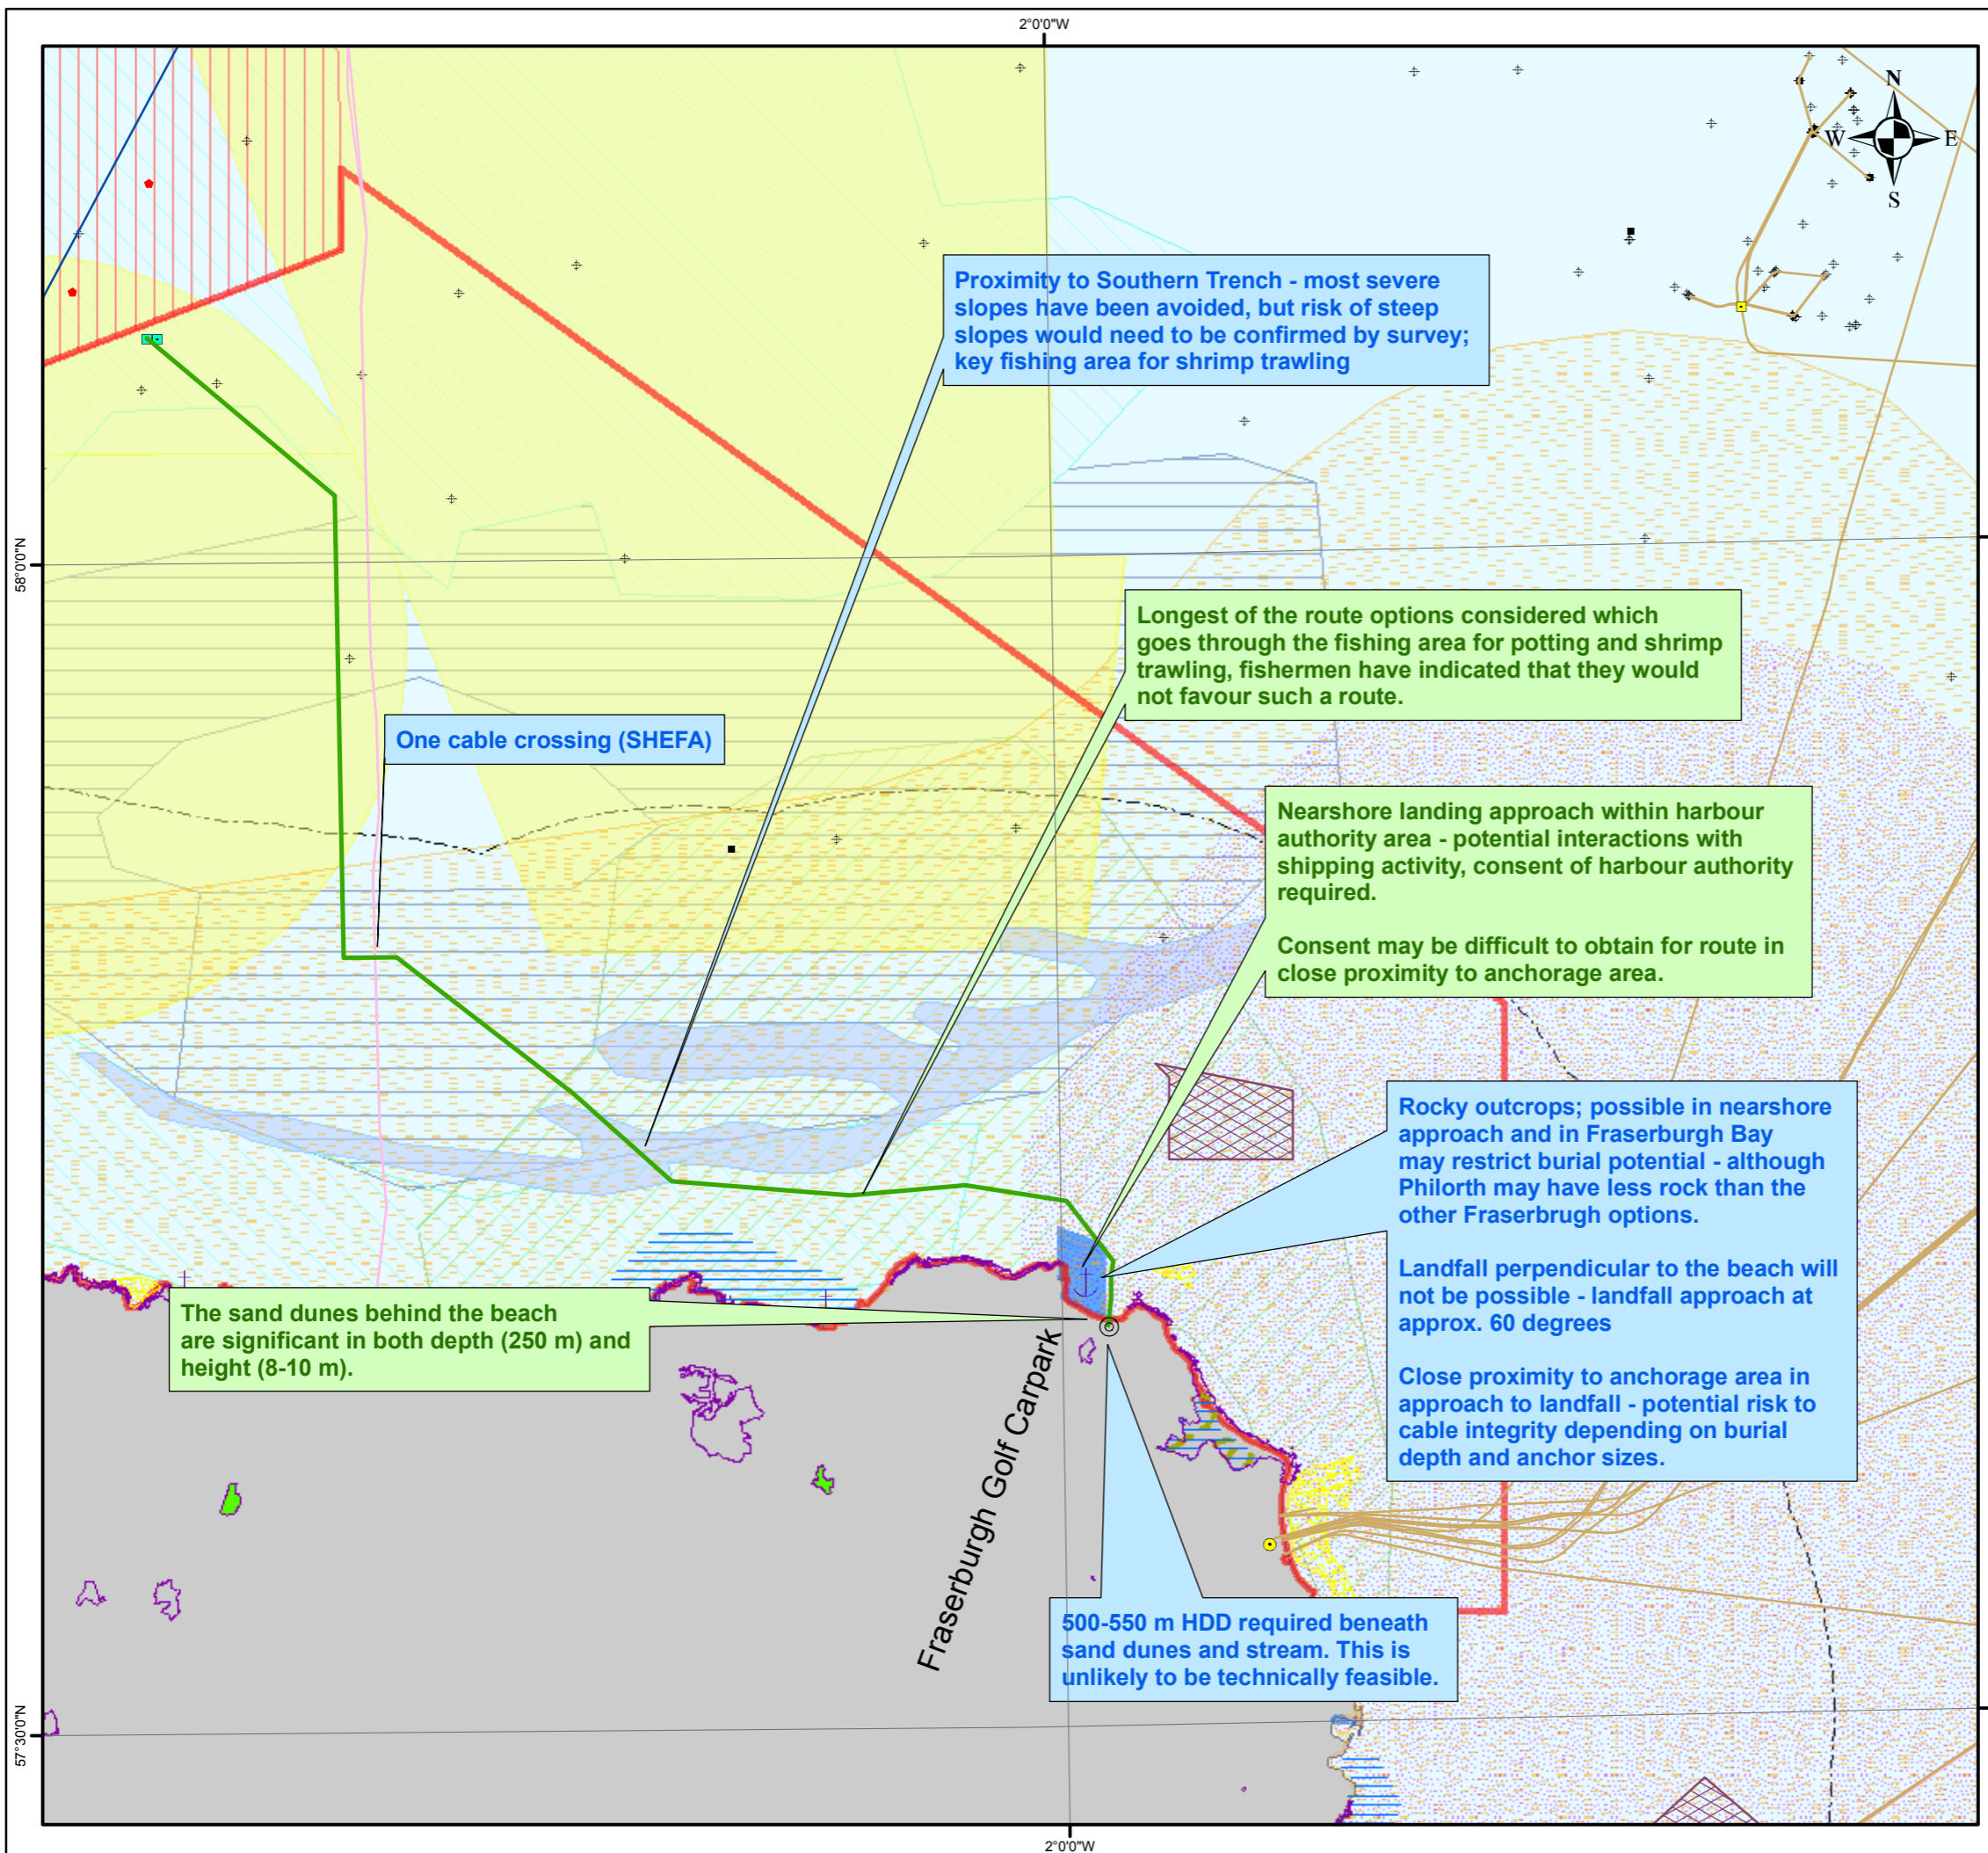 2°0'0"W
N
W
E
S
Proximity to Southern Trench - most severe
slopes have been avoided, but risk of steep
slopes would need to be confirmed by survey;
key fishing area for shrimp trawling
58°0'0"N
Longest of the route options considered which
goes through the fishing area for potting and shrimp
trawling, fishermen have indicated that they would
not favour such a route.
One cable crossing (SHEFA)
Nearshore landing approach within harbour
authority area - potential interactions with
shipping activity, consent of harbour authority
required.
Consent may be difficult to obtain for route in
close proximity to anchorage area.
Rocky outcrops; possible in nearshore
approach and in Fraserburgh Bay
may restrict burial potential - although
Philorth may have less rock than the
other Fraserbrugh options.
Landfall perpendicular to the beach will
not be possible - landfall approach at
approx. 60 degrees
Close proximity to anchorage area in
approach to landfall - potential risk to
cable integrity depending on burial
depth and anchor sizes.
The sand dunes behind the beach
are significant in both depth (250 m) and
height (8-10 m).
Fraserburgh Golf Carpark
500-550 m HDD required beneath
sand dunes and stream. This is
unlikely to be technically feasible.
57°30'0"N
2°0'0"W